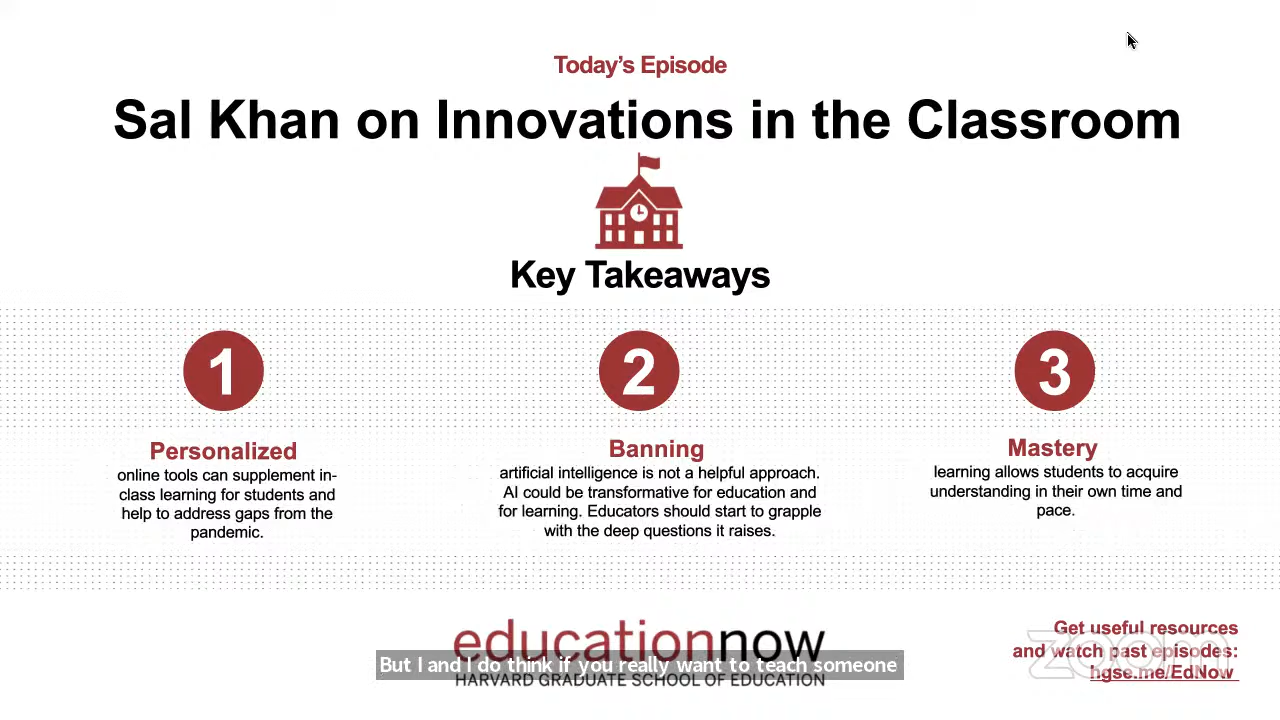 Today's Episode
Sal Khan on Innovations in the Classroom
Key Takeaways
1
Personalized
online tools can supplement in-
class learning for students and
help to address gaps from the
pandemic.
2
Banning
artificial intelligence is not a helpful approach.
AI could be transformative for education and
for learning. Educators should start to grapple
with the deep questions it raises.
3
Mastery
learning allows students to acquire
understanding in their own time and
pace.
educationnow
But I and I do think if you really want to teach someone
HARVARD GRADUATE SCHOOL OF EDUCATION
Get useful resources
and watch past episodes:
hgse.me/EdNow
zoom